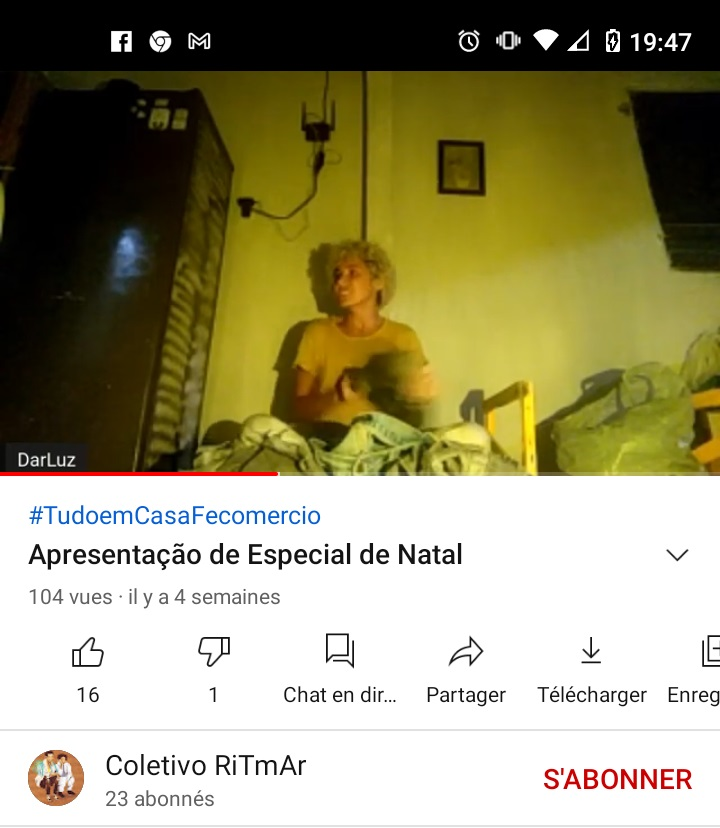 19:47
DarLuz
#TudoemCasaFecomercio
Apresentação de Especial de Natal
104 vues · il y a 4 semaines
16 1 Chat en dir... Partager Télécharger Enreg
Coletivo RiTmAr
S'ABONNER
23 abonnés